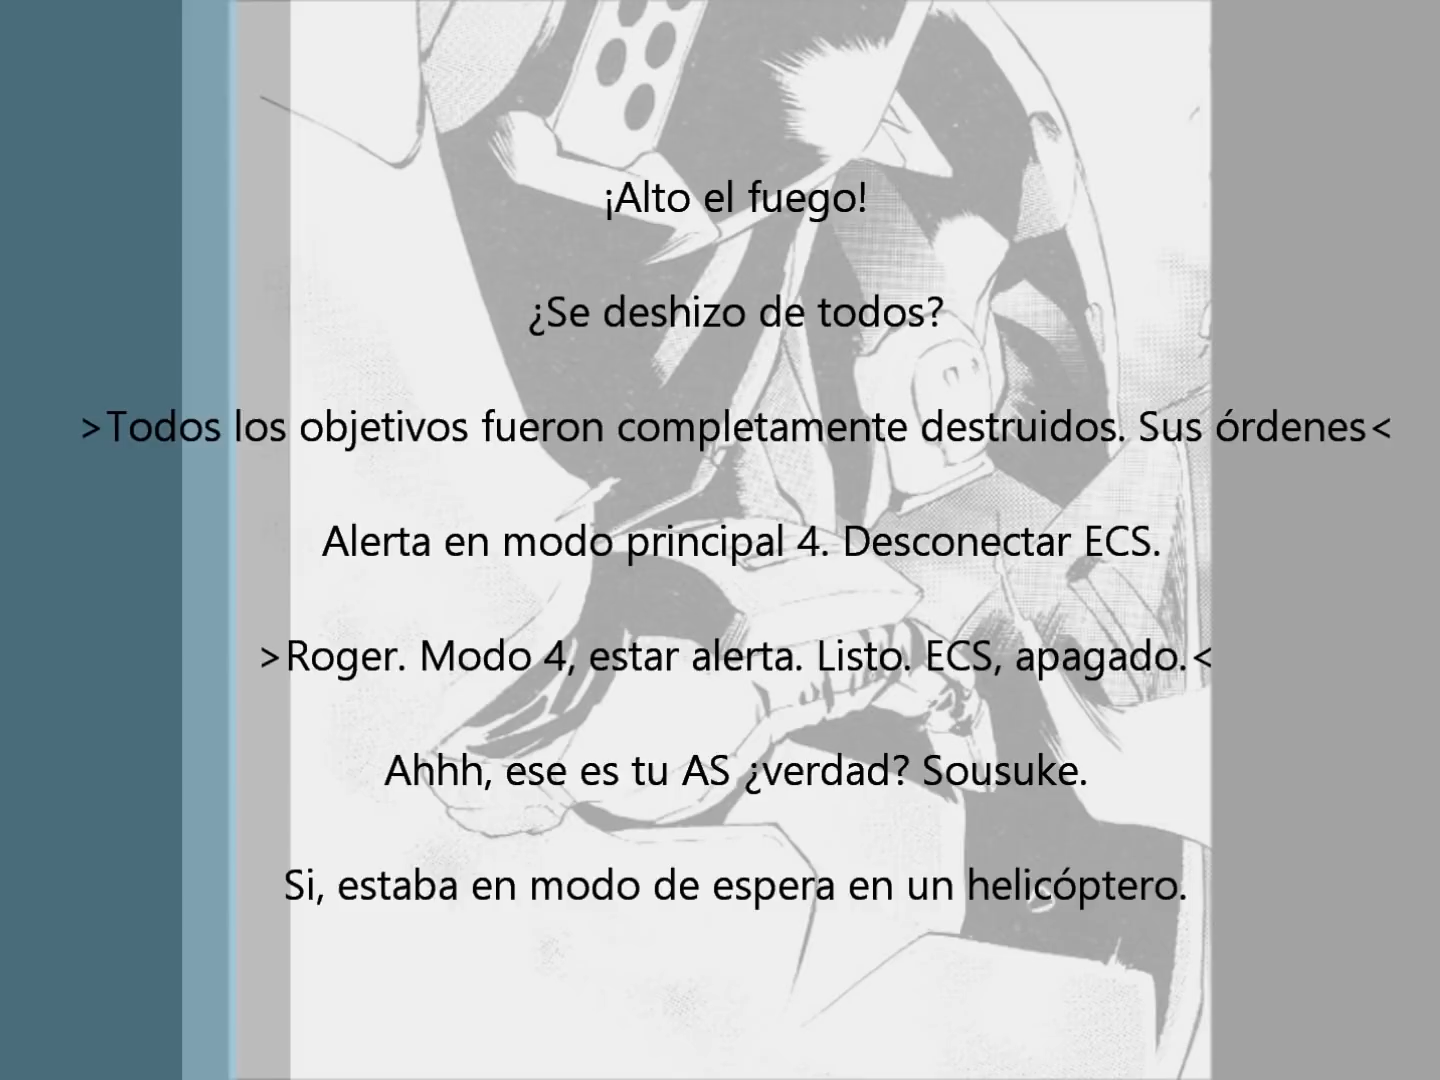 ¡Alto el fuego!
¿Se deshizo de todos?
>Todos los objetivos fueron completamente destruidos. Sus órdenes<
Alerta en modo principal 4. Desconectar ECS.
>Roger. Modo 4, estar alerta. Listo. ECS, apagado.<
Ahhh, ese es tu AS ¿verdad? Sousuke.
Si, estaba en modo de espera en un helicóptero.